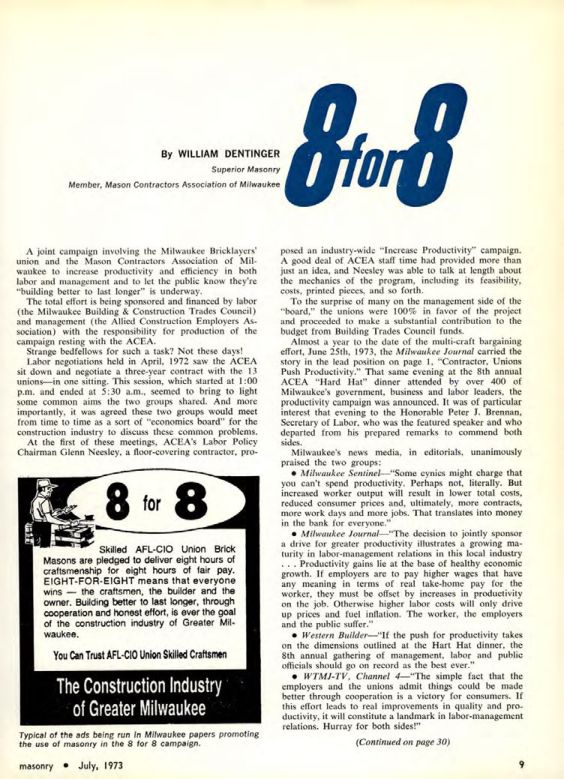 8 for 8
By WILLIAM DENTINGER
Superior Masonry
Member, Mason Contractors Association of Milwaukee
A joint campaign involving the Milwaukee Bricklayers'
union and the Mason Contractors Association of Mil-
waukee to increase productivity and efficiency in both
labor and management and to let the public know they're
"building better to last longer" is underway.
The total effort is being sponsored and financed by labor
(the Milwaukee Building & Construction Trades Council)
and management (the Allied Construction Employers As-
sociation) with the responsibility for production of the
campaign resting with the ACEA.
Strange bedfellows for such a task? Not these days!
Labor negotiations held in April, 1972 saw the ACEA
sit down and negotiate a three-year contract with the 13
unions—in one sitting. This session, which started at 1:00
p.m. and ended at 5:30 a.m., seemed to bring to light
some common aims the two groups shared. And more
importantly, it was agreed these two groups would meet
from time to time as a sort of "economics board" for the
construction industry to discuss these common problems.
At the first of these meetings, ACEA's Labor Policy
Chairman Glenn Neesley, a floor-covering contractor, pro-
8 for 8
Skilled AFL-CIO Union Brick
Masons are pledged to deliver eight hours of
craftsmenship for eight hours of fair pay.
EIGHT-FOR-EIGHT means that everyone
wins — the craftsmen, the builder and the
owner. Building better to last longer, through
cooperation and honest effort, is ever the goal
of the construction industry of Greater Mil-
waukee.
You Can Trust AFL-CIO Union Skilled Craftsmen
The Construction Industry
of Greater Milwaukee
Typical of the ads being run in Milwaukee papers promoting
the use of masonry in the 8 for 8 campaign.
posed an industry-wide "Increase Productivity" campaign.
A good deal of ACEA staff time had provided more than
just an idea, and Neesley was able to talk at length about
the mechanics of the program, including its feasibility,
costs, printed pieces, and so forth.
To the surprise of many on the management side of the
"board," the unions were 100% in favor of the project
and proceeded to make a substantial contribution to the
budget from Building Trades Council funds.
Almost a year to the date of the multi-craft bargaining
effort, June 25th, 1973, the Milwaukee Journal carried the
story in the lead position on page 1, "Contractor, Unions
Push Productivity." That same evening at the 8th annual
ACEA "Hard Hat" dinner attended by over 400 of
Milwaukee's government, business and labor leaders, the
productivity campaign was announced. It was of particular
interest that evening to the Honorable Peter J. Brennan,
Secretary of Labor, who was the featured speaker and who
departed from his prepared remarks to commend both
sides.
Milwaukee's news media, in editorials, unanimously
praised the two groups:
• Milwaukee Sentinel—"Some cynics might charge that
you can't spend productivity. Perhaps not, literally. But
increased worker output will result in lower total costs,
reduced consumer prices and, ultimately, more contracts,
more work days and more jobs. That translates into money
in the bank for everyone."
• Milwaukee Journal—"The decision to jointly sponsor
a drive for greater productivity illustrates a growing ma-
turity in labor-management relations in this local industry
. . . Productivity gains lie at the base of healthy economic
growth. If employers are to pay higher wages that have
any meaning in terms of real take-home pay for the
worker, they must be offset by increases in productivity
on the job. Otherwise higher labor costs will only drive
up prices and fuel inflation. The worker, the employers
and the public suffer."
• Western Builder—"If the push for productivity takes
on the dimensions outlined at the Hart Hat dinner, the
8th annual gathering of management, labor and public
officials should go on record as the best ever."
• WTMJ-TV, Channel 4—"The simple fact that the
employers and the unions admit things could be made
better through cooperation is a victory for consumers. If
this effort leads to real improvements in quality and pro-
ductivity, it will constitute a landmark in labor-management
relations. Hurray for both sides!"
(Continued on page 30)
masonry • July, 1973
9